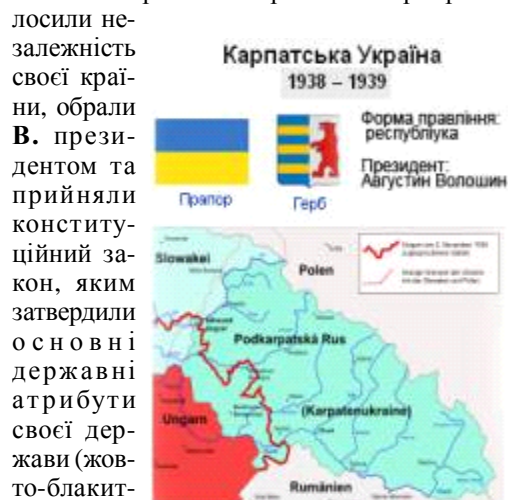 лосили не-
залежність
своєї краї-
ни, обрали
В. прези-
дентом та
прийняли
конститу-
ційний за-
кон, яким
затвердили
основні
державні
атрибути
своєї дер-
жави (жов-
то-блакит-
Карпатська Україна
1938 – 1939
Форма правління:
республіука
Президент:
Августин Волошин
Прапор
Герб
Slowakei
Polen
Podkarpatská Rus
(Karpatenukraine)
Ungarn
Rumänien